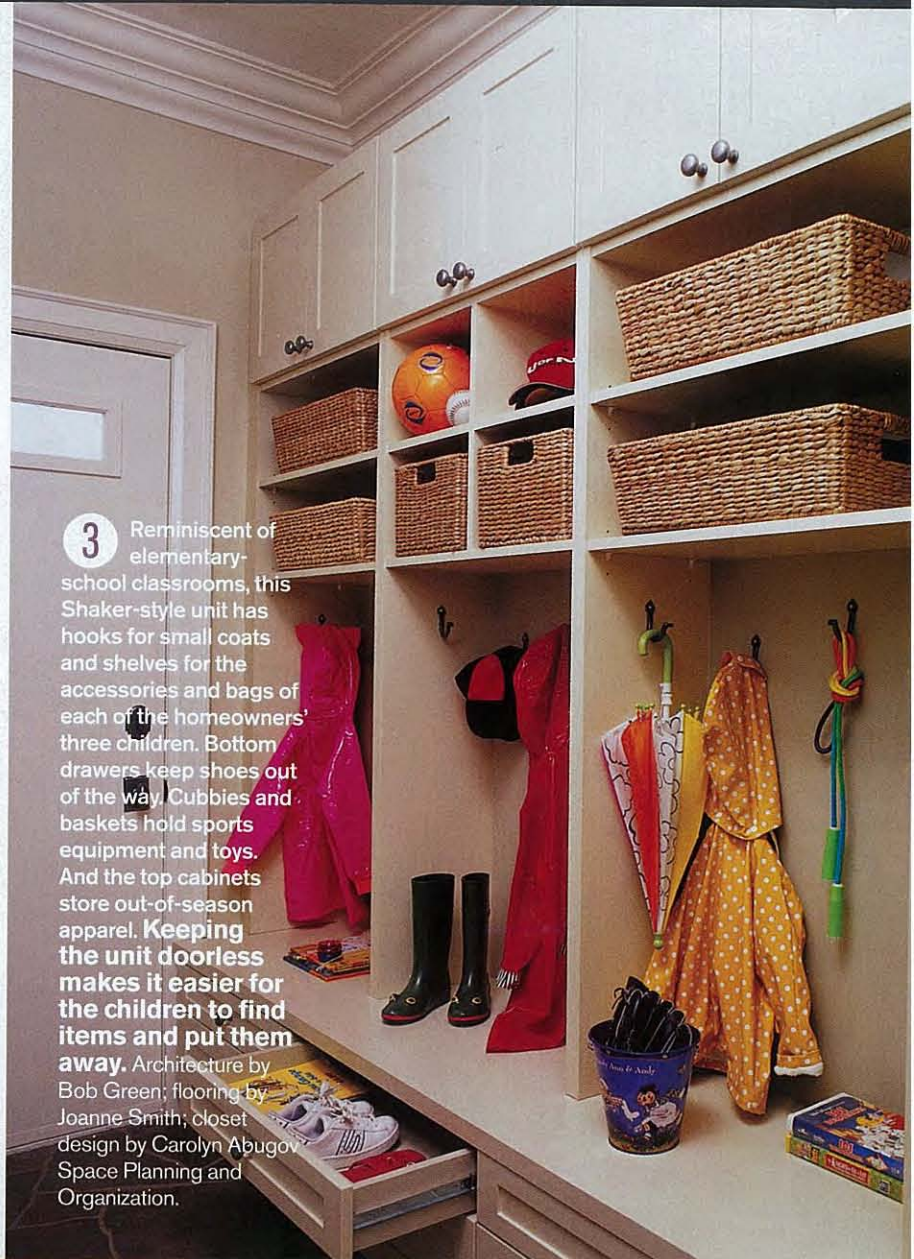 3
Reminiscent of
elementary-
school classrooms, this
Shaker-style unit has
hooks for small coats
and shelves for the
accessories and bags of
each of the homeowners'
three children. Bottom
drawers keep shoes out
of the way. Cubbies and
baskets hold sports
equipment and toys.
And the top cabinets
store out-of-season
apparel. Keeping
the unit doorless
makes it easier for
the children to find
items and put them
away. Architecture by
Bob Green; flooring by
Joanne Smith; closet
design by Carolyn Abugov
Space Planning and
Organization.
Ann & Andy